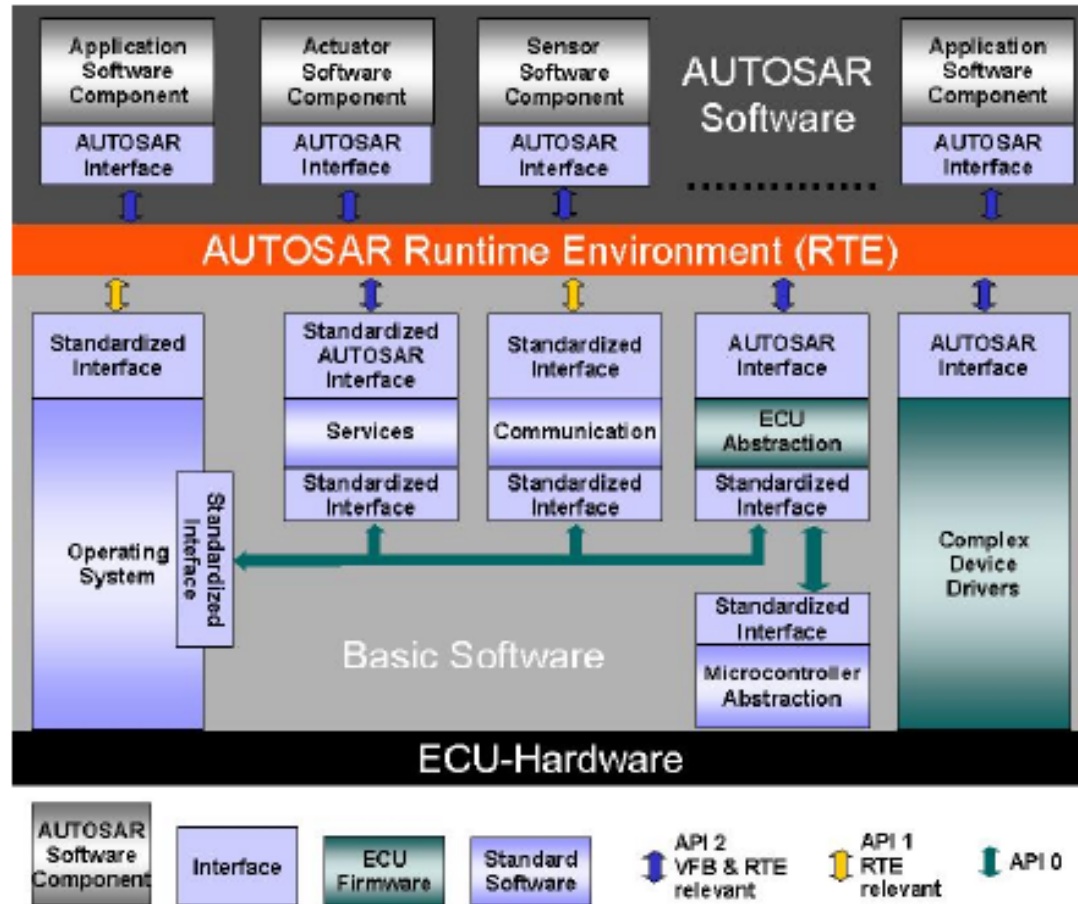 Application
Software
Component
AUTOSAR
Interface
Actuator
Software
Component
AUTOSAR
Interface
Sensor
Software
Component
AUTOSAR
Interface
AUTOSAR
Software
Application
Software
Component
AUTOSAR
Interface
AUTOSAR Runtime Environment (RTE)
Standardized
Interface
Operating
System
Standardized
Inteface
Standardized
AUTOSAR
Interface
Services
Standardized
Interface
Standardized
Interface
Communication
Standardized
Interface
AUTOSAR
Interface
ECU
Abstraction
Standardized
Interface
Standardized
Interface
Microcontroller
Abstraction
AUTOSAR
Interface
Complex
Device
Drivers
Basic Software
ECU-Hardware
AUTOSAR
Software
Component
Interface
ECU
Firmware
Standard
Software
API 2
VFB & RTE
relevant
API 1
RTE
relevant
API 0